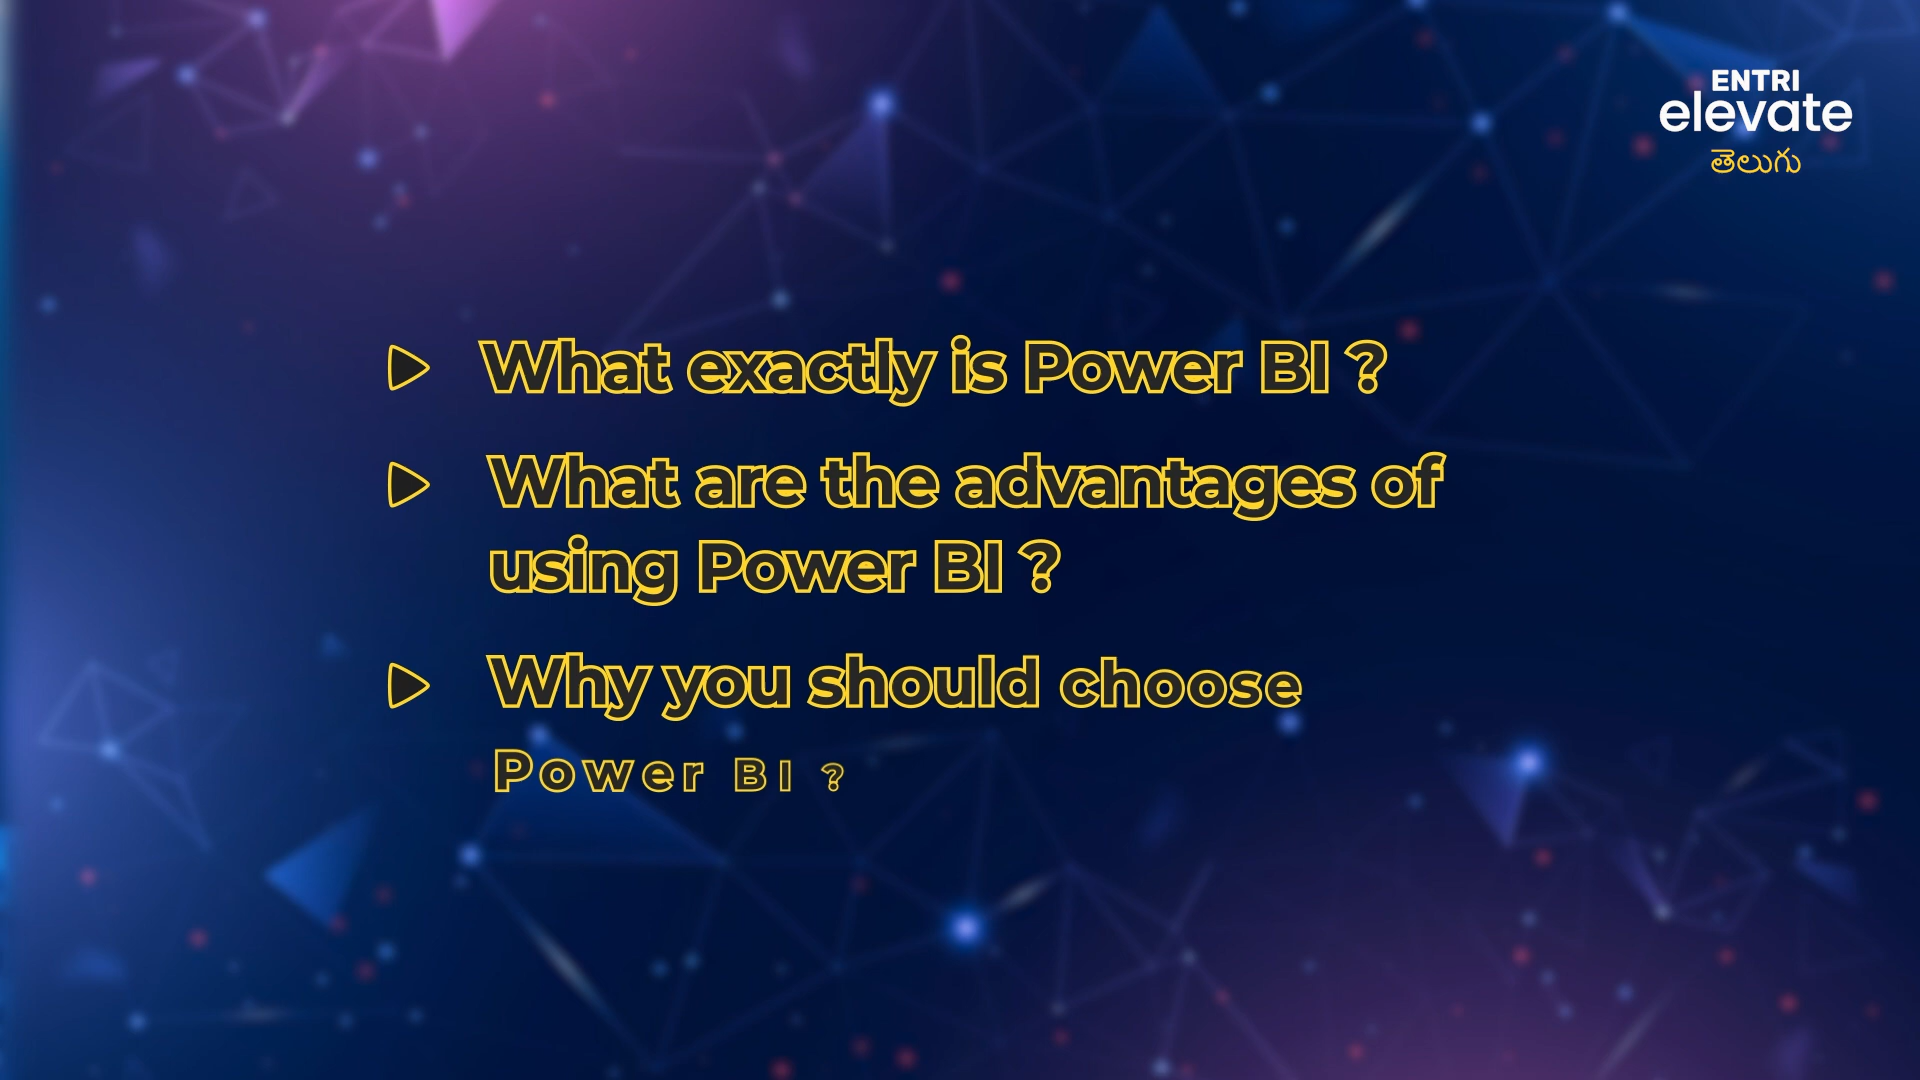 ENTRI
elevate
తెలుగు
What exactly is Power BI ?
What are the advantages of
using Power BI ?
Why you should choose
Power BI ?